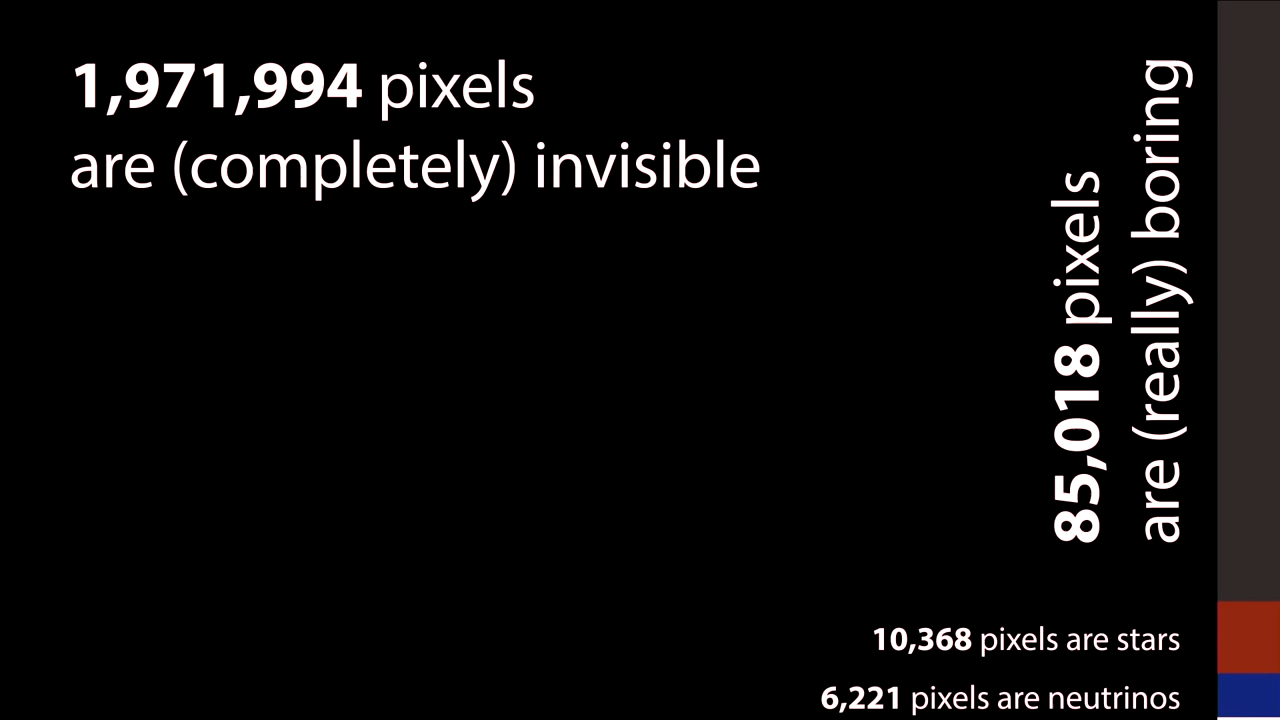 1,971,994 pixels
are (completely) invisible
85,018 pixels
are (really) boring
10,368 pixels are stars
6,221 pixels are neutrinos